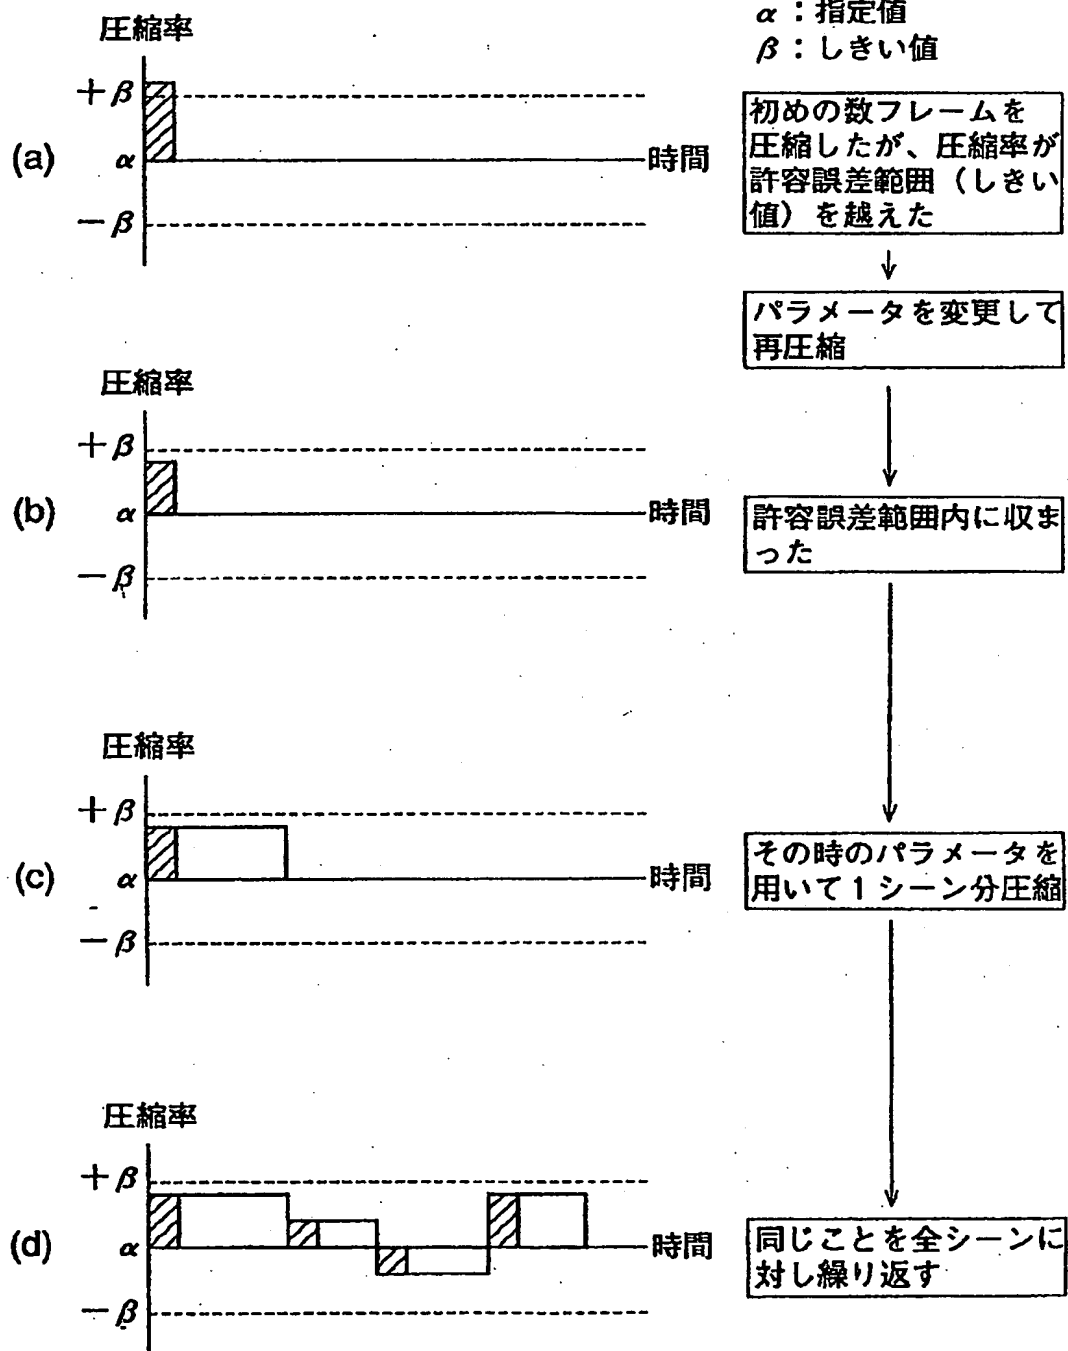 α：指定値
β：しきい値
圧縮率
＋β
(a)
α
時間
－β
初めの数フレームを
圧縮したが、圧縮率が
許容誤差範囲（しきい
値）を越えた
パラメータを変更して
再圧縮
圧縮率
＋β
(b)
α
時間
－β
許容誤差範囲内に収ま
った
圧縮率
＋β
(c)
α
時間
－β
その時のパラメータを
用いて１シーン分圧縮
圧縮率
＋β
(d)
α
時間
－β
同じことを全シーンに
対し繰り返す